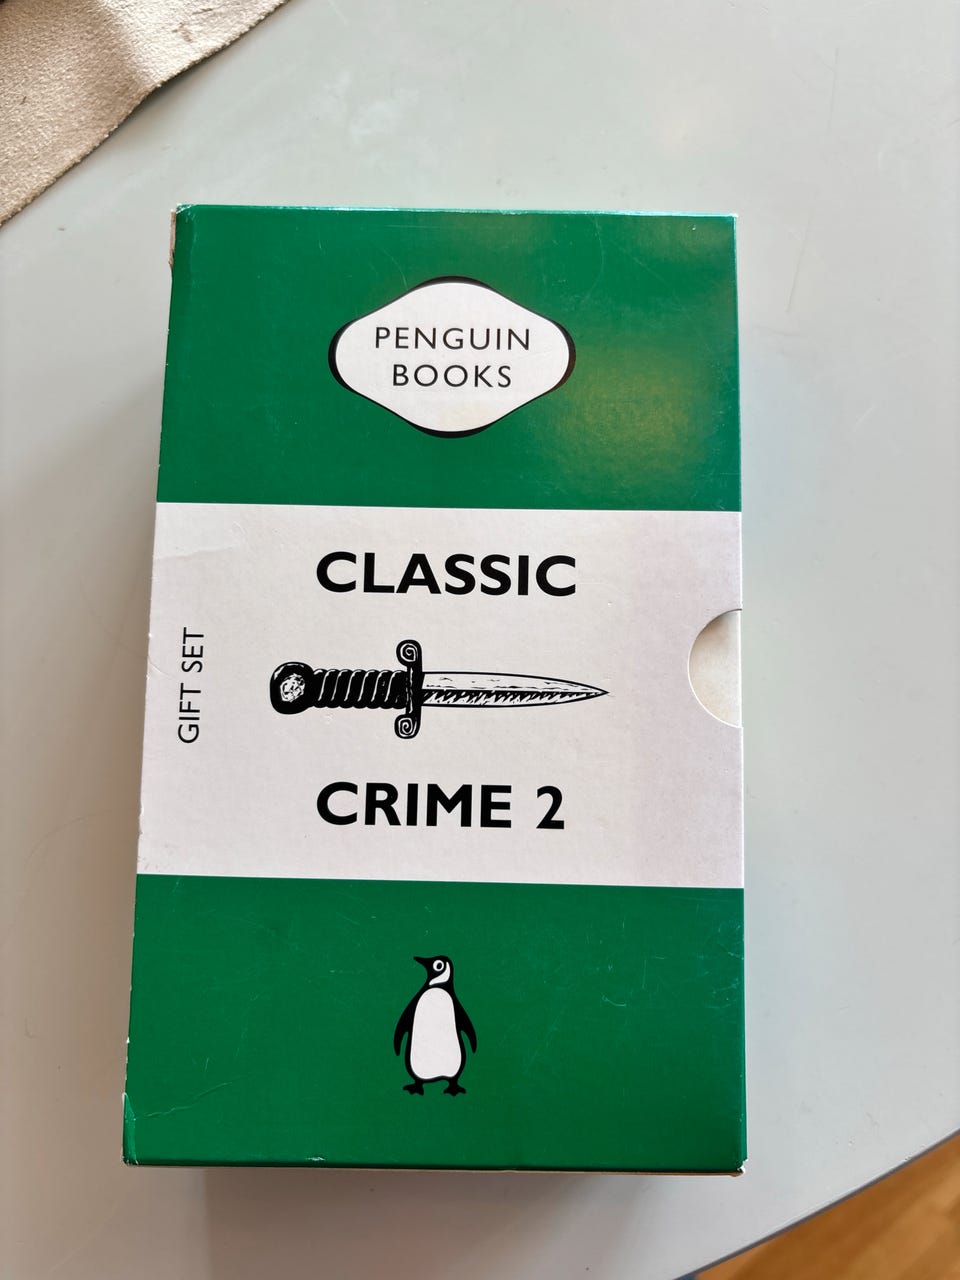 PENGUIN
BOOKS
CLASSIC
GIFT SET
CRIME 2